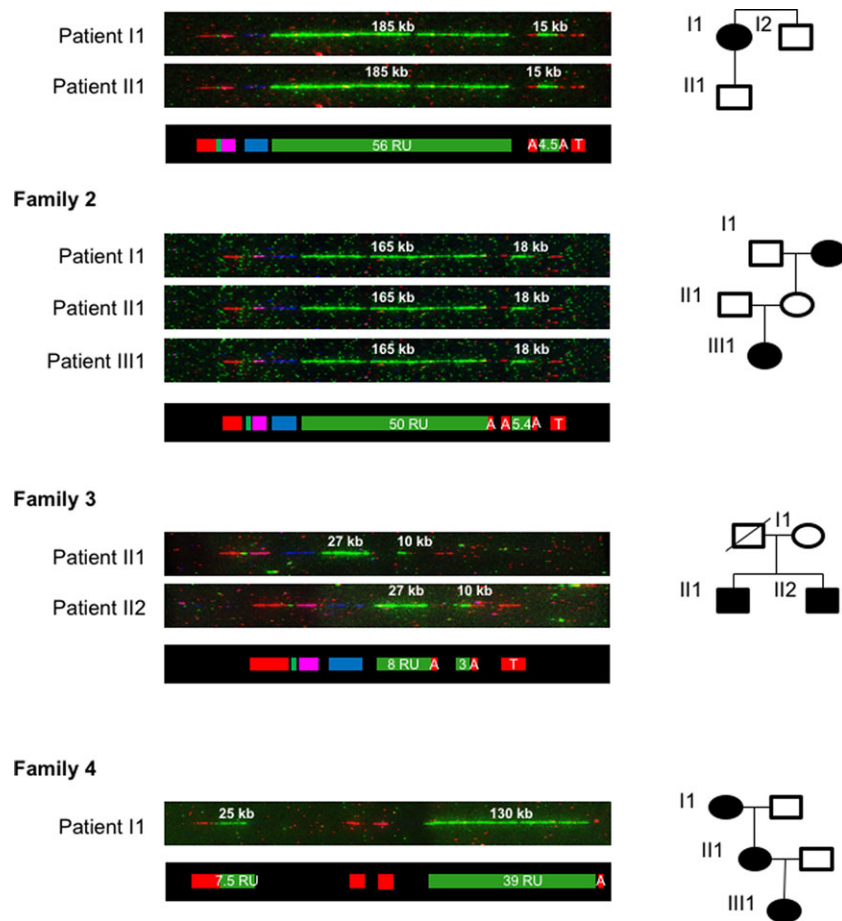 185 kb 15 kb I1 I2
Patient I1
185 kb 15 kb
Patient II1 II1
56 RU A 4.5 A T
Family 2
I1
165 kb 18 kb
Patient I1
165 kb 18 kb II1
Patient II1
165 kb 18 kb III1
Patient III1
50 RU A A 5.4 A T
Family 3
I1
27 kb 10 kb
Patient II1
27 kb 10 kb II1 II2
Patient II2
8 RU A 3 A T
Family 4
I1
25 kb 130 kb
Patient I1
II1
7.5 RU 39 RU A
III1